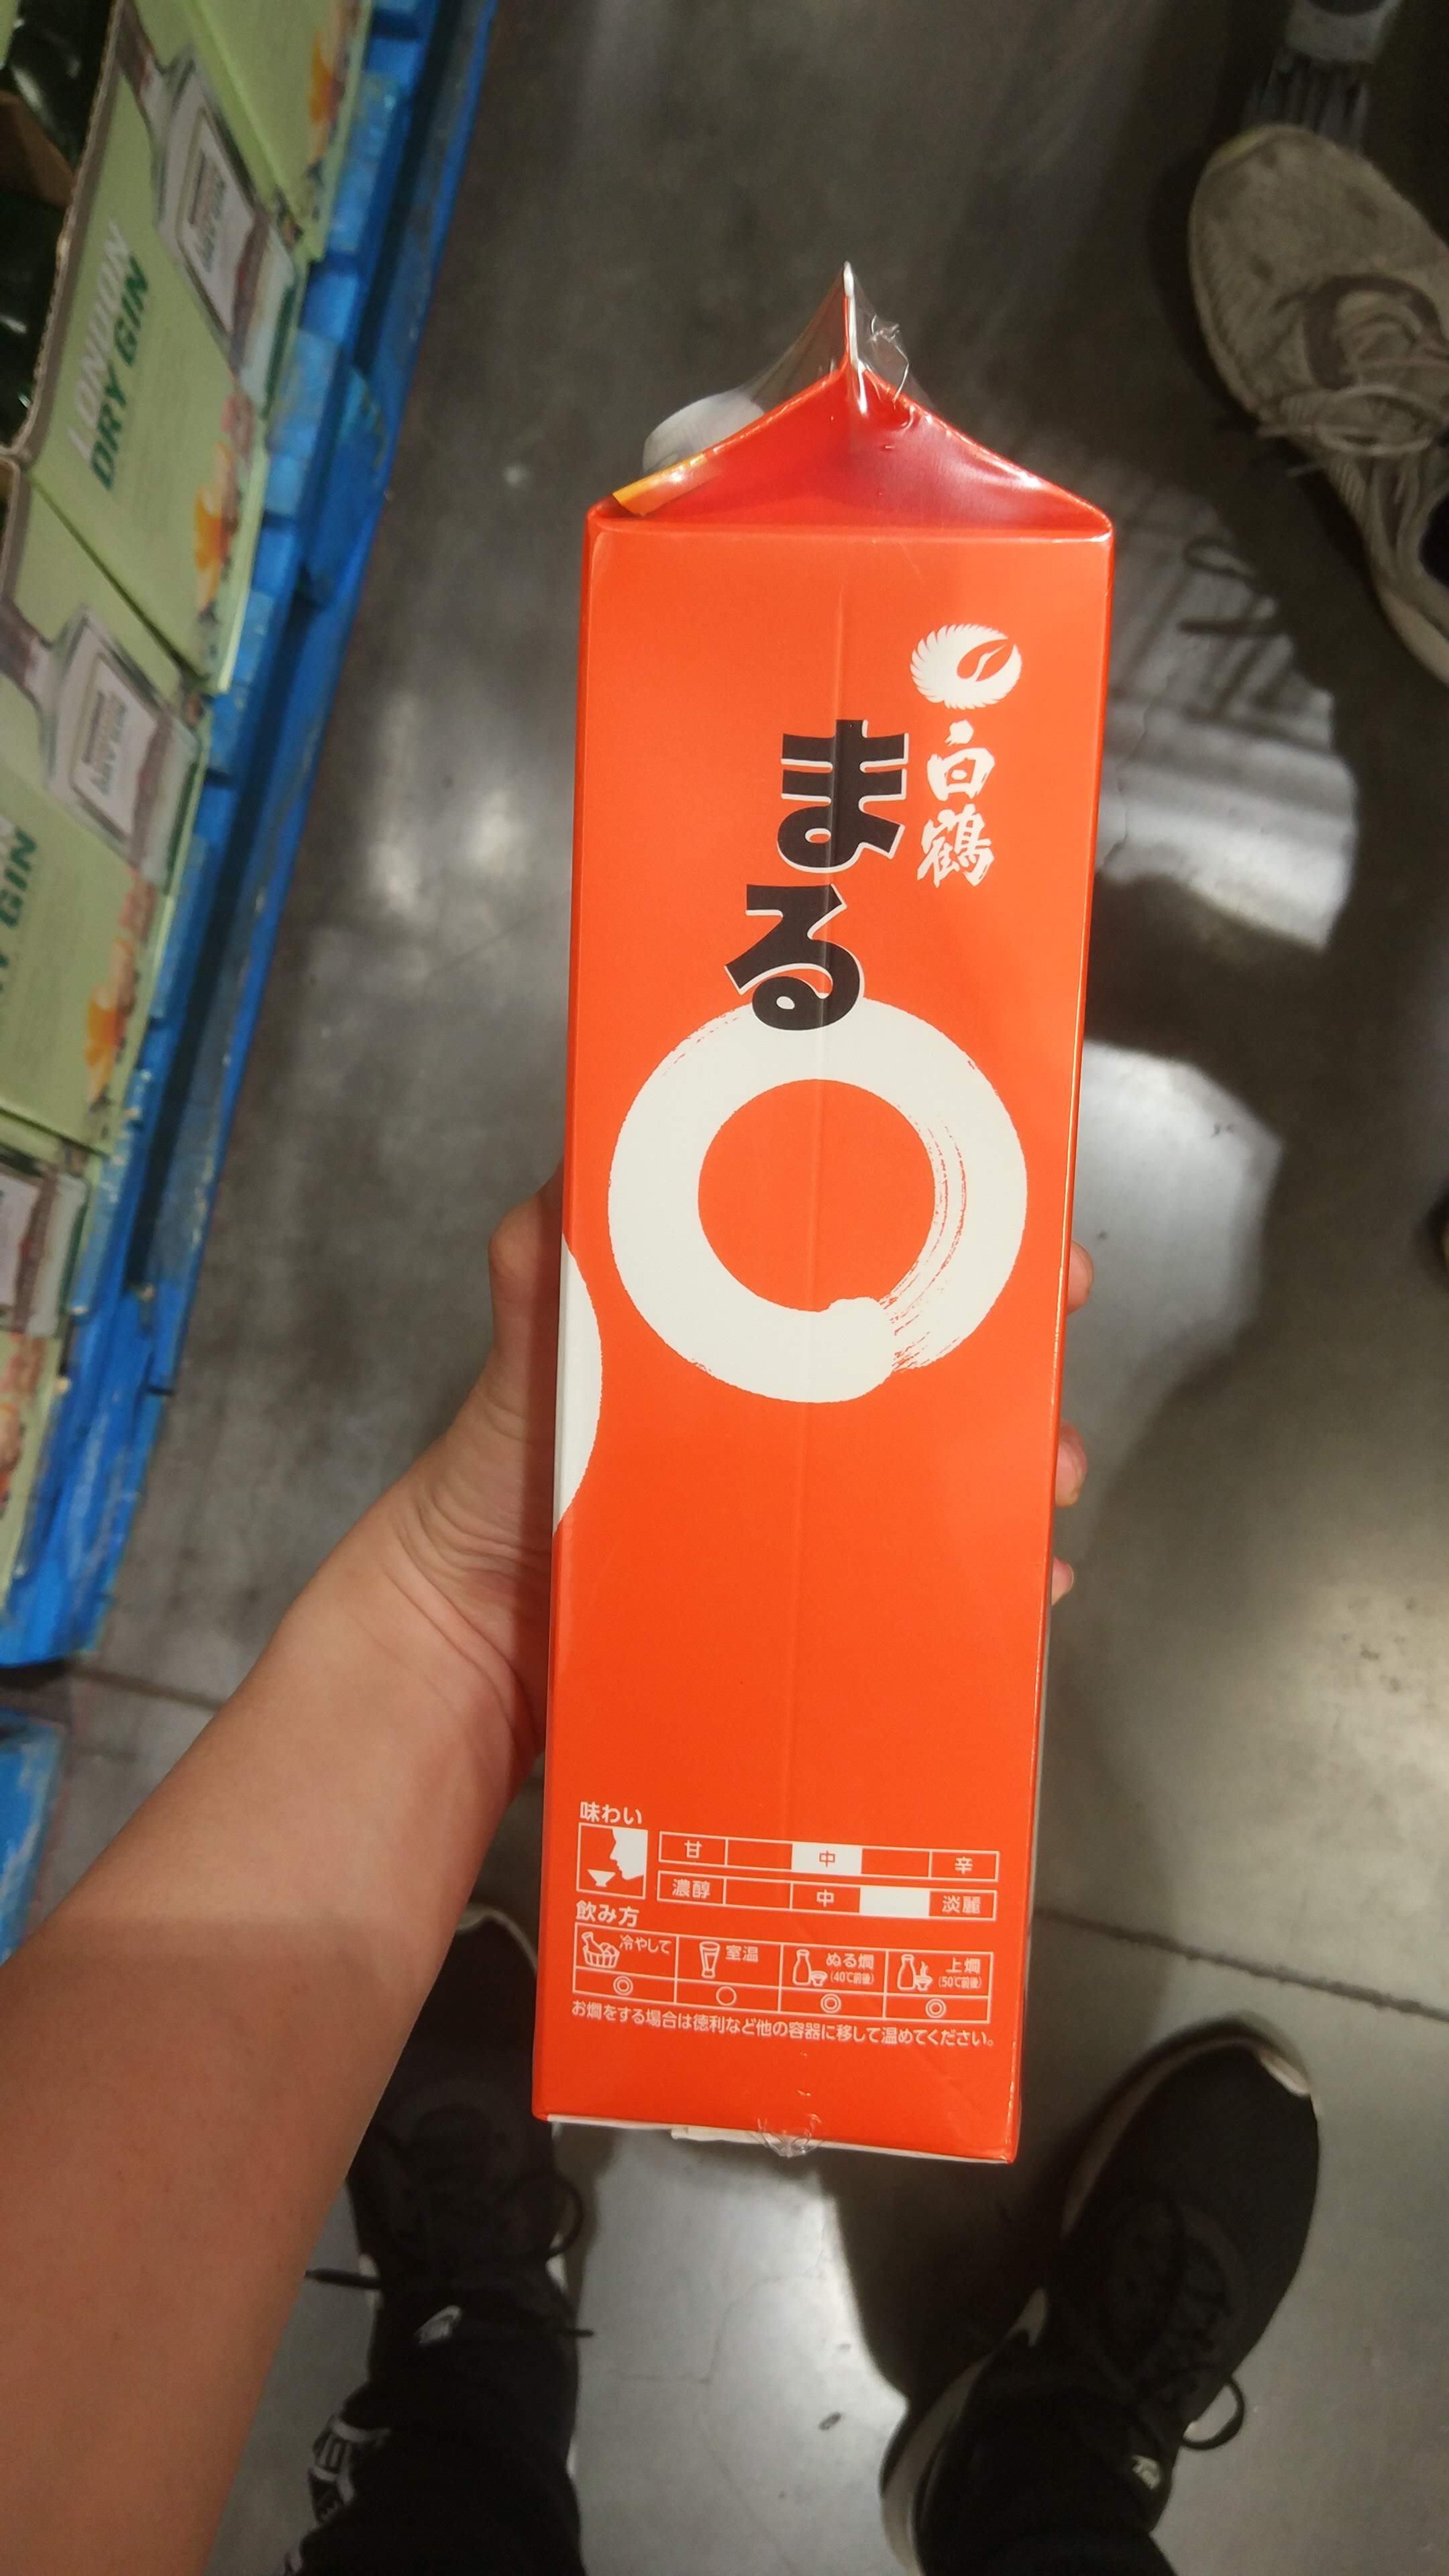 白鶴
まる
味わい
甘 中 辛
濃醇 中 淡麗
飲み方
冷やして 室温 ぬる燗 (40℃前後) 上燗 (50℃前後)
◎ ○ ◎ ◎
お燗をする場合は徳利など他の容器に移して温めてください。
LONDON
DRY GIN
DRY GIN